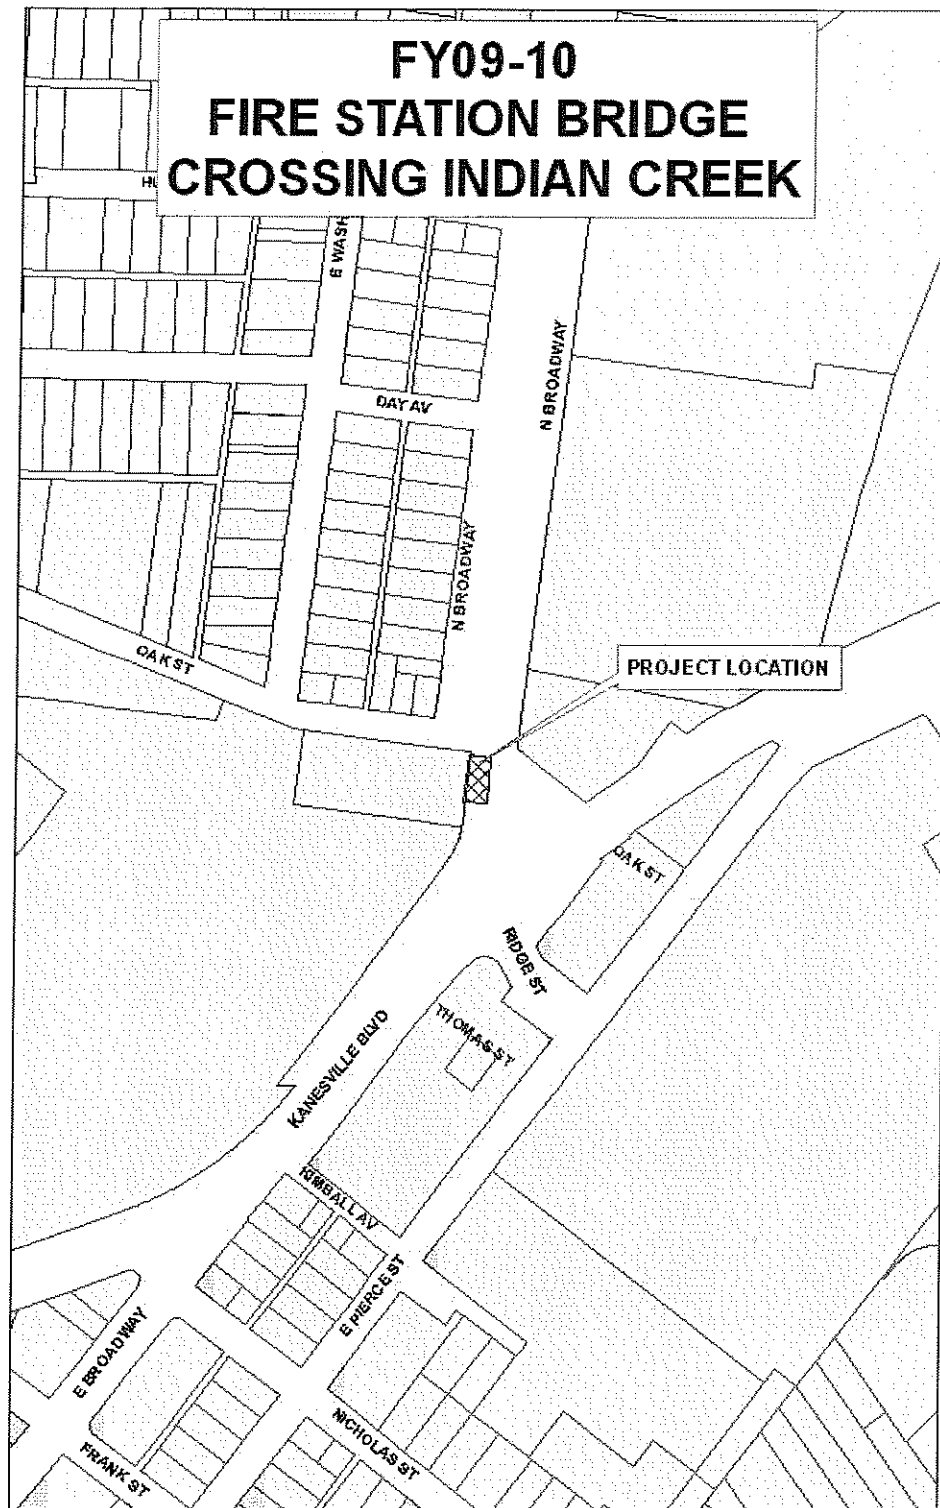 FY09-10
FIRE STATION BRIDGE
CROSSING INDIAN CREEK
E WASH
N BROADWAY
DAY AV
N BROADWAY
OAK ST
PROJECT LOCATION
OAK ST
RIDGE ST
THOMAS ST
KANESVILLE BLVD
KIMBALL AV
E PIERCE ST
E BROADWAY
NICHOLAS ST
FRANK ST